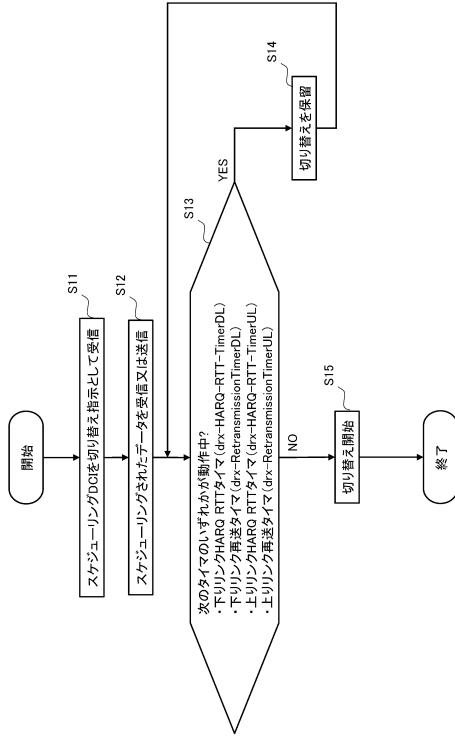 開始
S11
スケジューリングDCIを切り替え指示として受信
S12
スケジューリングされたデータを受信又は送信
S13
次のタイマのいずれかが動作中?
・下りリンクHARQ RTTタイマ(drx-HARQ-RTT-TimerDL)
・下りリンク再送タイマ(drx-RetransmissionTimerDL)
・上りリンクHARQ RTTタイマ(drx-HARQ-RTT-TimerUL)
・上りリンク再送タイマ(drx-RetransmissionTimerUL)
YES
S14
切り替えを保留
NO
S15
切り替え開始
終了